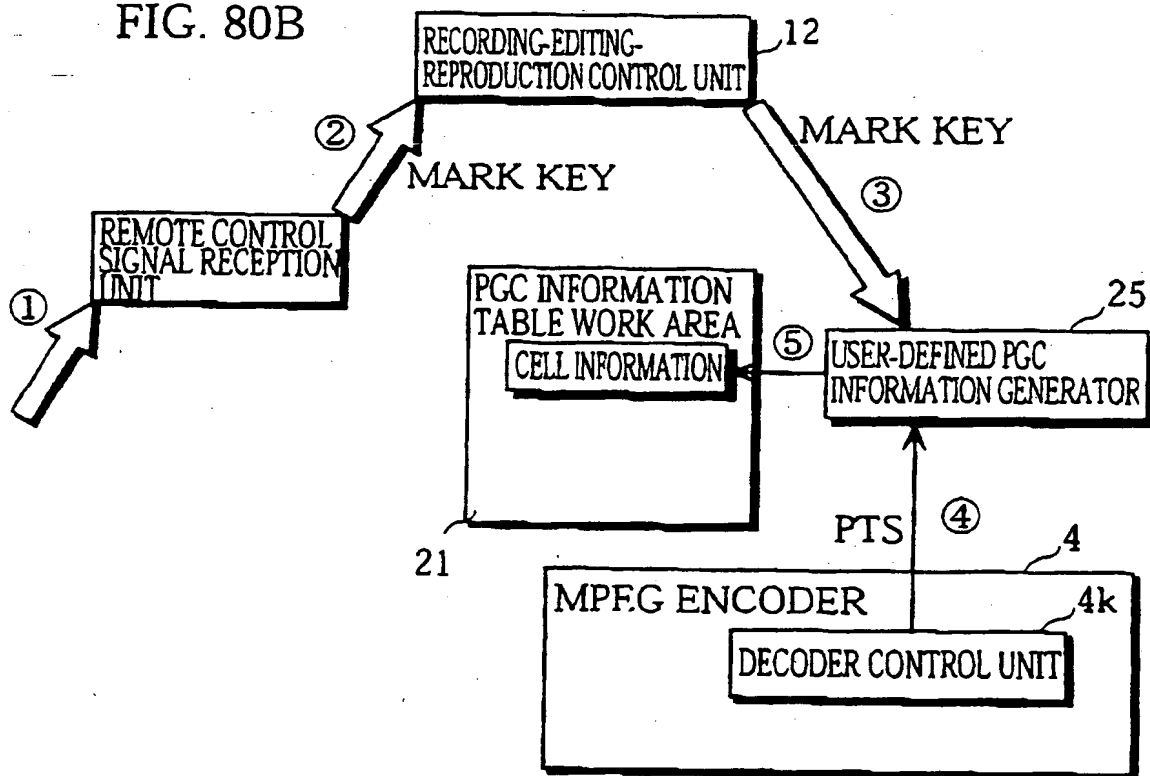 FIG. 80B
RECORDING-EDITING-
REPRODUCTION CONTROL UNIT
12
②
MARK KEY
MARK KEY
③
REMOTE CONTROL
SIGNAL RECEPTION
UNIT
①
PGC INFORMATION
TABLE WORK AREA
CELL INFORMATION
⑤
25
USER-DEFINED PGC
INFORMATION GENERATOR
21
PTS
④
4
MPEG ENCODER
4k
DECODER CONTROL UNIT